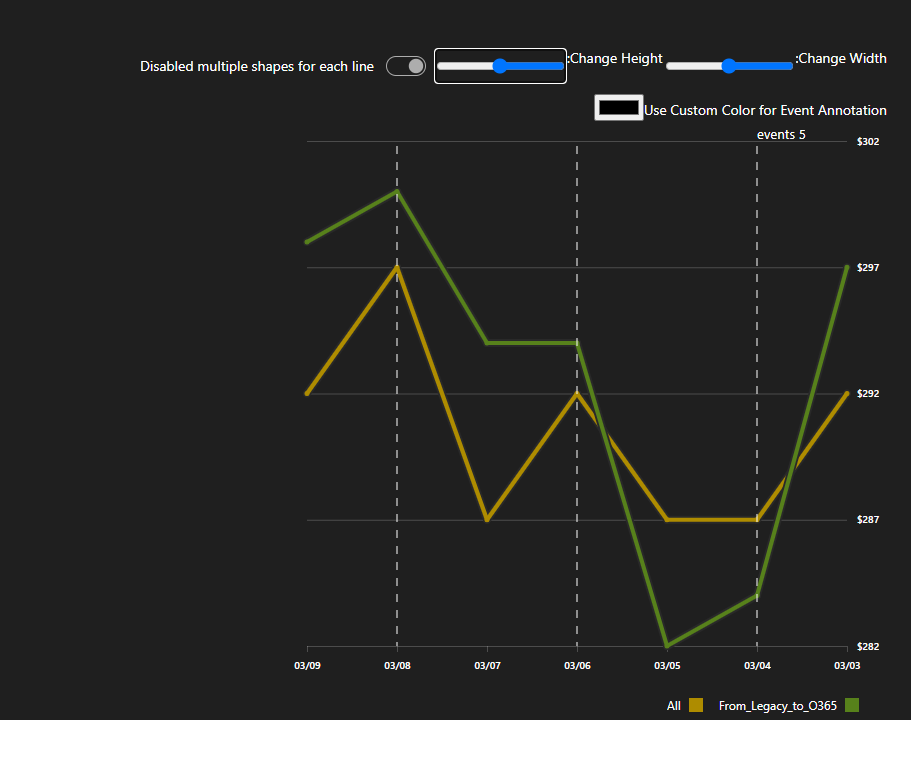 Disabled multiple shapes for each line
:Change Height
:Change Width
Use Custom Color for Event Annotation
events 5
$302
$297
$292
$287
$282
03/09 03/08 03/07 03/06 03/05 03/04 03/03
All From_Legacy_to_O365